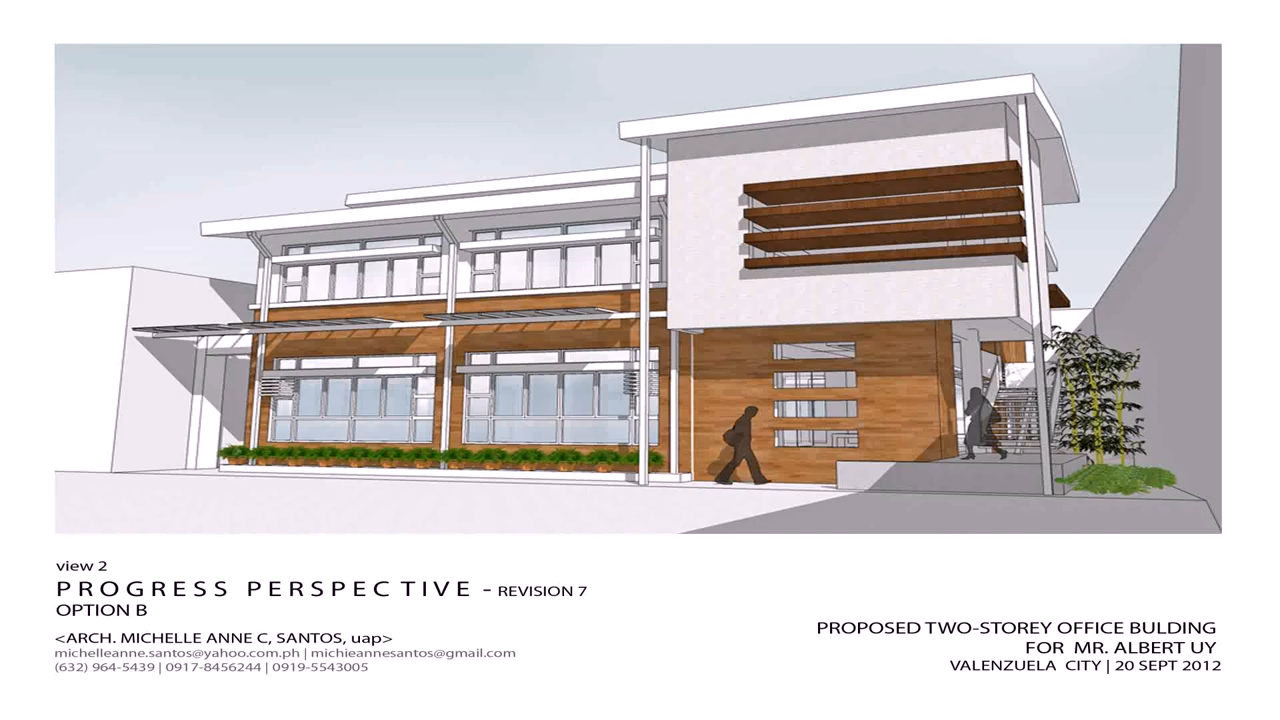 view 2
PROGRESS PERSPECTIVE - REVISION 7
OPTION B
<ARCH. MICHELLE ANNE C, SANTOS, uap>
michelleanne.santos@yahoo.com.ph | michieannesantos@gmail.com
(632) 964-5439 | 0917-8456244 | 0919-5543005
PROPOSED TWO-STOREY OFFICE BULDING
FOR MR. ALBERT UY
VALENZUELA CITY | 20 SEPT 2012